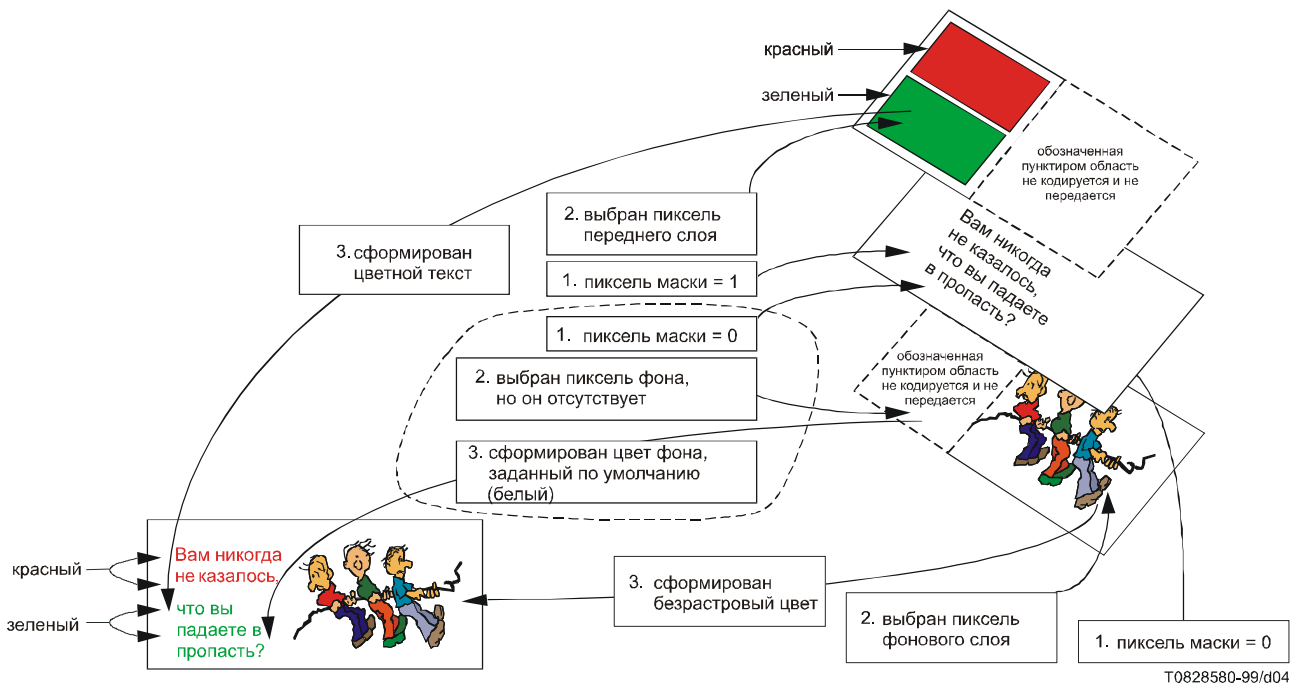 красный
зеленый
обозначенная
пунктиром область
не кодируется и не
передается
2. выбран пиксель
переднего слоя
3. сформирован
цветной текст
1. пиксель маски = 1
Вам никогда
не казалось,
что вы падаете
в пропасть?
1. пиксель маски = 0
2. выбран пиксель фона,
но он отсутствует
обозначенная
пунктиром область
не кодируется и не
передается
3. сформирован цвет фона,
заданный по умолчанию
(белый)
красный
зеленый
Вам никогда
не казалось,
что вы
падаете в
пропасть?
3. сформирован
безрастровый цвет
2. выбран пиксель
фонового слоя
1. пиксель маски = 0
T0828580-99/d04